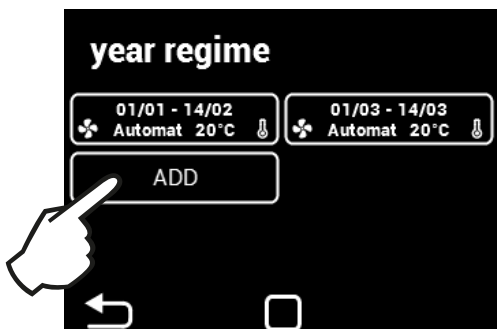 year regime
01/01 - 14/02
Automat 20°C
01/03 - 14/03
Automat 20°C
ADD